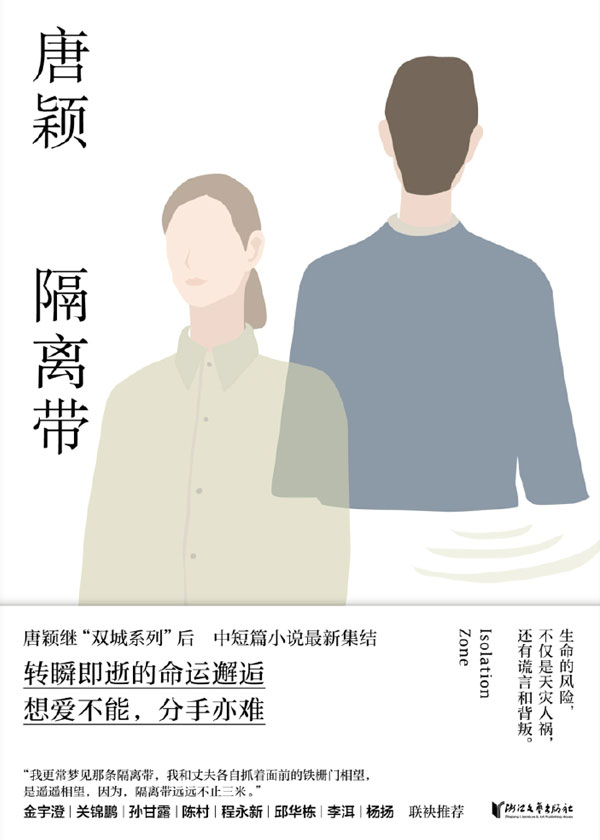 唐颖
隔离带
唐颖继“双城系列”后 中短篇小说最新集结
转瞬即逝的命运邂逅
想爱不能，分手亦难
Isolation
Zone
生命的风险，
不仅是天灾人祸，
还有谎言和背叛。
“我更常梦见那条隔离带，我和丈夫各自抓着面前的铁栅门相望，
是遥遥相望，因为，隔离带远远不止三米。”
金宇澄|关锦鹏|孙甘露|陈村|程永新|邱华栋|李洱|杨扬 联袂推荐
浙江文艺出版社
Zhejiang Literature & Art Publishing House